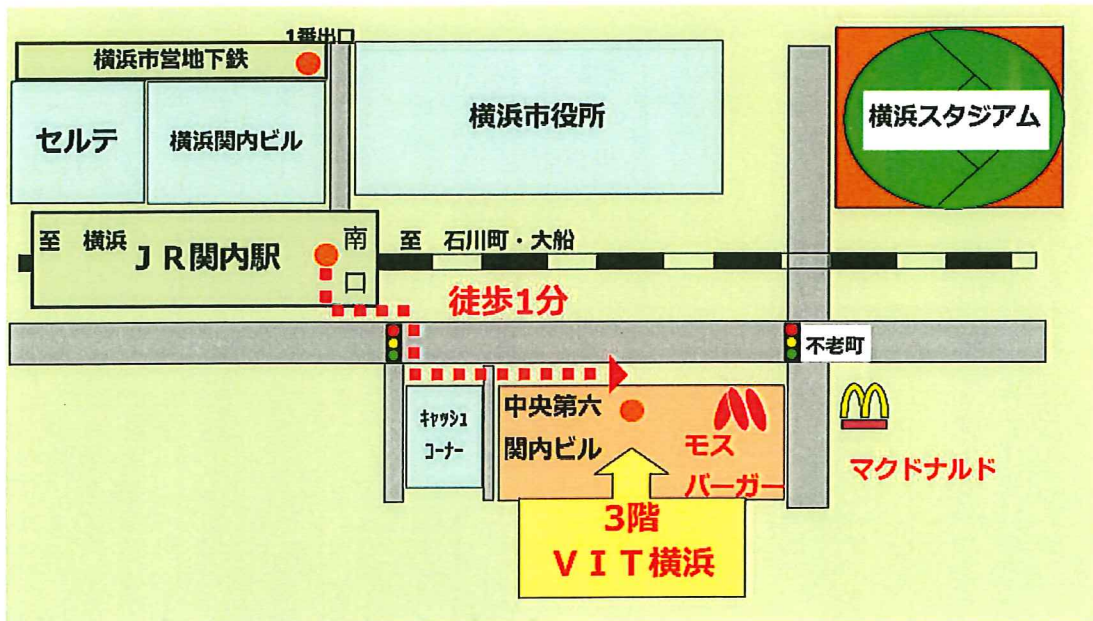 1番出口
横浜市営地下鉄
セルテ
横浜関内ビル
横浜市役所
横浜スタジアム
至 横浜
JR関内駅
南口
至 石川町・大船
徒歩1分
不老町
キャッシュ
コーナー
中央第六
関内ビル
モス
バーガー
マクドナルド
3階
VIT横浜